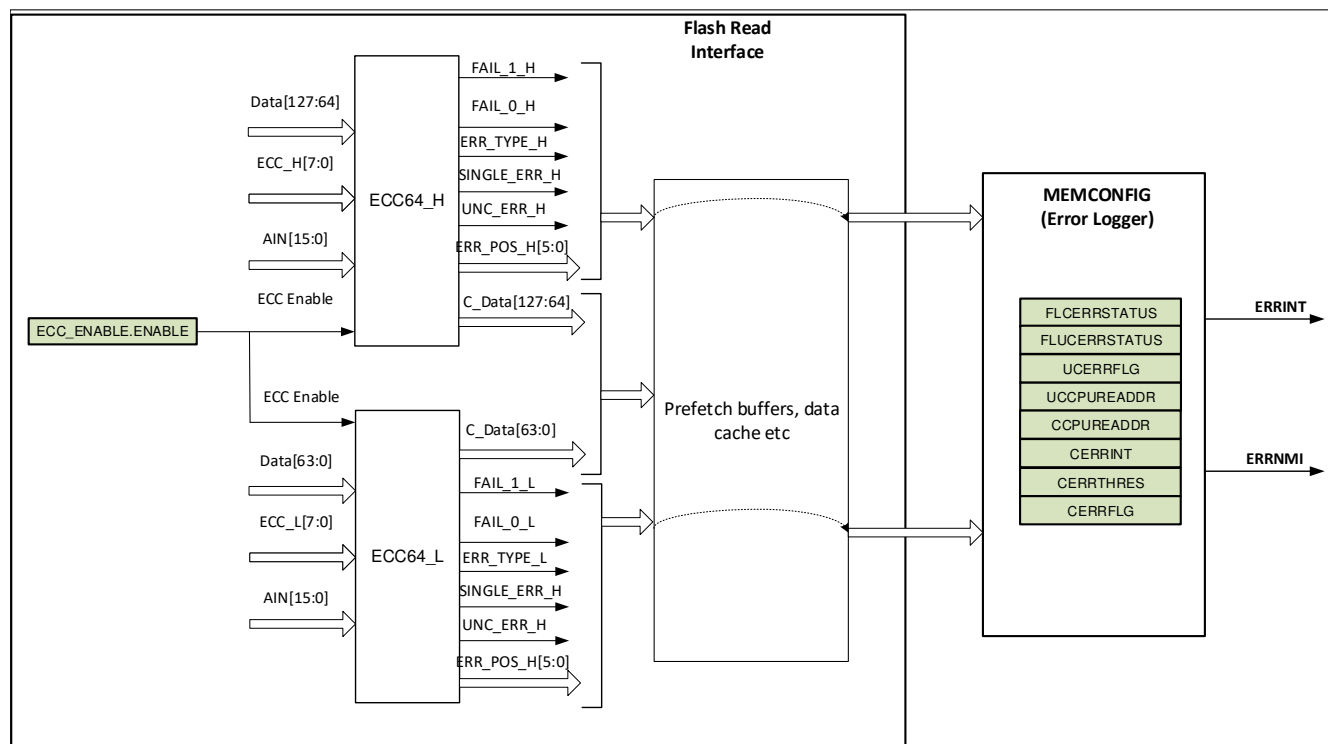 Flash Read
Interface
Data[127:64]
ECC_H[7:0]
AIN[15:0]
ECC Enable
ECC64_H
FAIL_1_H
FAIL_0_H
ERR_TYPE_H
SINGLE_ERR_H
UNC_ERR_H
ERR_POS_H[5:0]
C_Data[127:64]
ECC_ENABLE.ENABLE
ECC Enable
Data[63:0]
ECC_L[7:0]
AIN[15:0]
ECC64_L
C_Data[63:0]
FAIL_1_L
FAIL_0_L
ERR_TYPE_L
SINGLE_ERR_H
UNC_ERR_H
ERR_POS_H[5:0]
Prefetch buffers, data
cache etc
MEMCONFIG
(Error Logger)
FLCERRSTATUS
FLUCERRSTATUS
UCERRFLG
UCCPUREADDR
CCPUREADDR
CERRINT
CERRTHRES
CERRFLG
ERRINT
ERRNMI